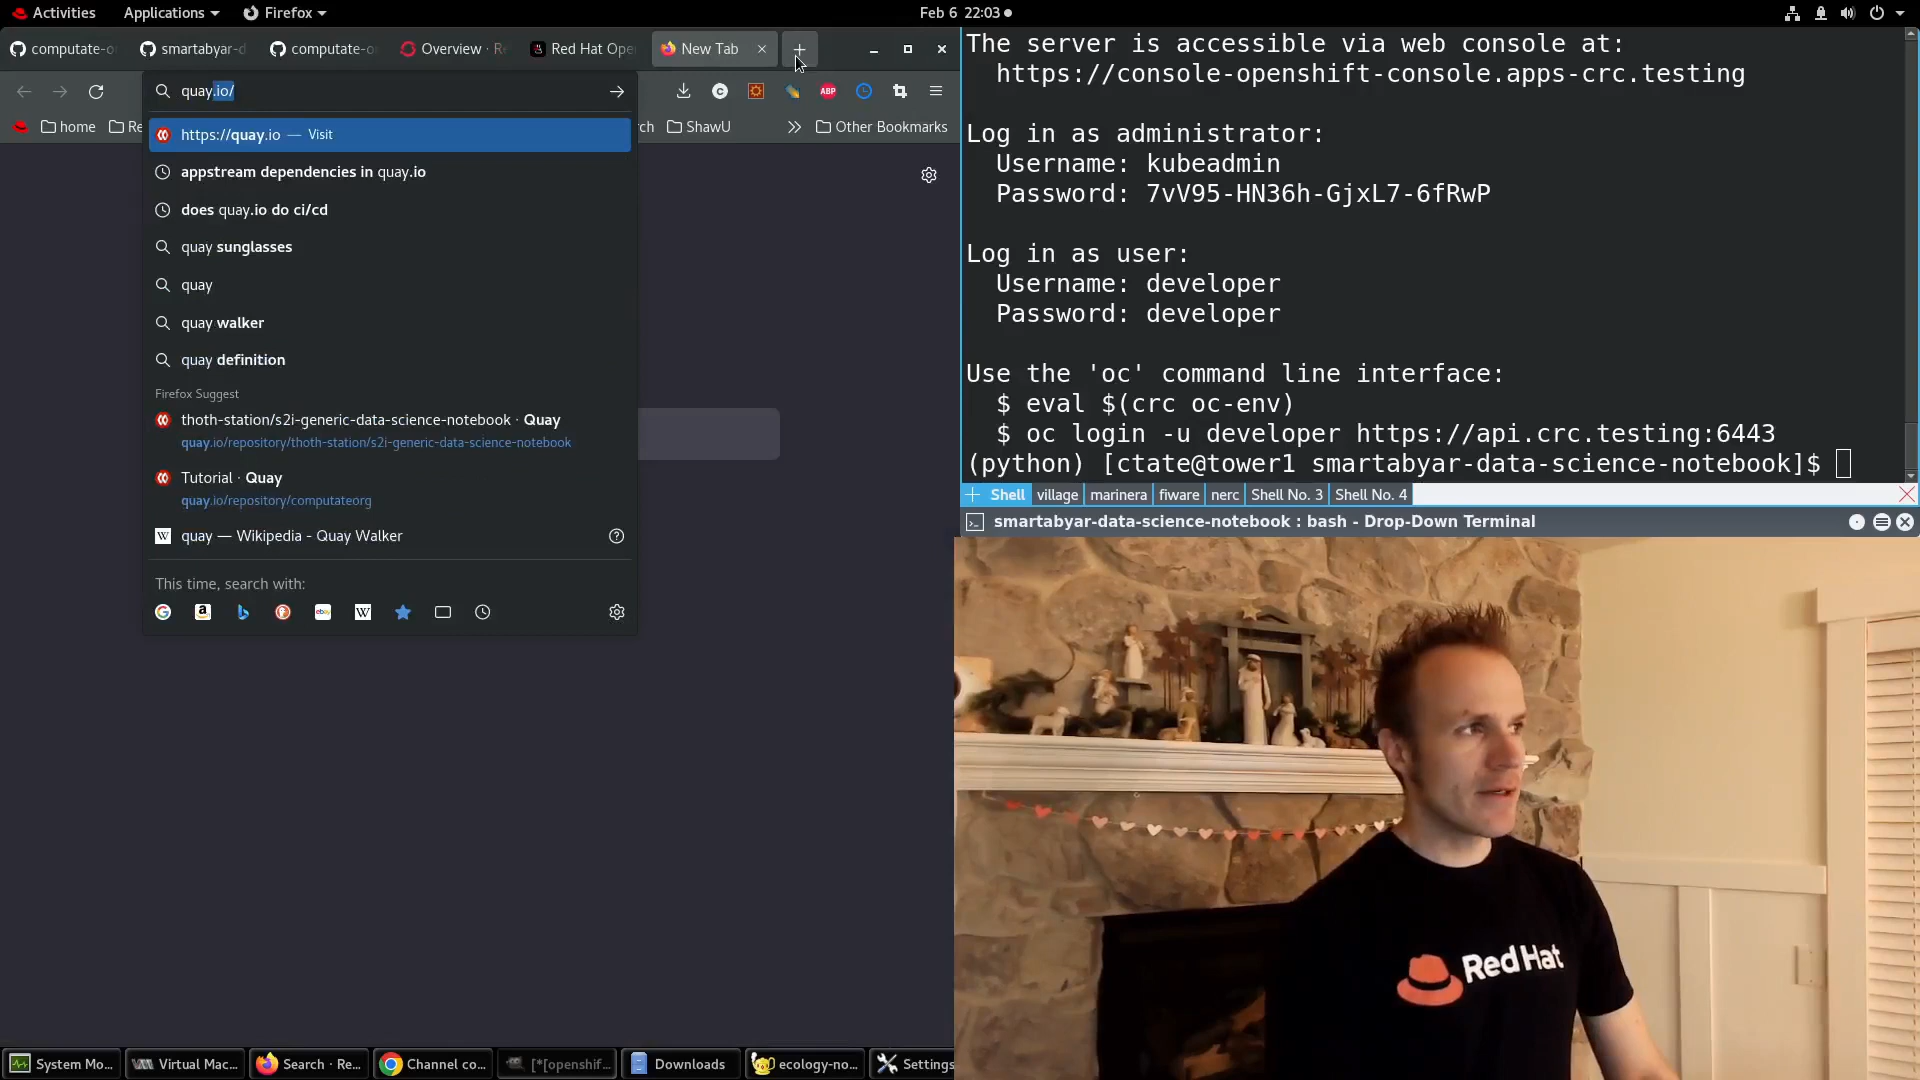 Activities
Applications
Firefox
Feb 6 22:03
computate-o
smartabyar-d
computate-o
Overview · R
Red Hat Ope
New Tab
quay.io/
home
Re
rch
ShawU
Other Bookmarks
https://quay.io — Visit
appstream dependencies in quay.io
does quay.io do ci/cd
quay sunglasses
quay
quay walker
quay definition
Firefox Suggest
thoth-station/s2i-generic-data-science-notebook · Quay
quay.io/repository/thoth-station/s2i-generic-data-science-notebook
Tutorial · Quay
quay.io/repository/computateorg
quay — Wikipedia - Quay Walker
This time, search with:
The server is accessible via web console at:
https://console-openshift-console.apps-crc.testing
Log in as administrator:
Username: kubeadmin
Password: 7vV95-HN36h-GjxL7-6fRwP
Log in as user:
Username: developer
Password: developer
Use the 'oc' command line interface:
$ eval $(crc oc-env)
$ oc login -u developer https://api.crc.testing:6443
(python) [ctate@tower1 smartabyar-data-science-notebook]$
Shell village marinera fiware nerc Shell No. 3 Shell No. 4
smartabyar-data-science-notebook : bash - Drop-Down Terminal
Red Hat
System Mo...
Virtual Mac...
Search · Re...
Channel co...
[*[openshif...
Downloads
ecology-no...
Settings